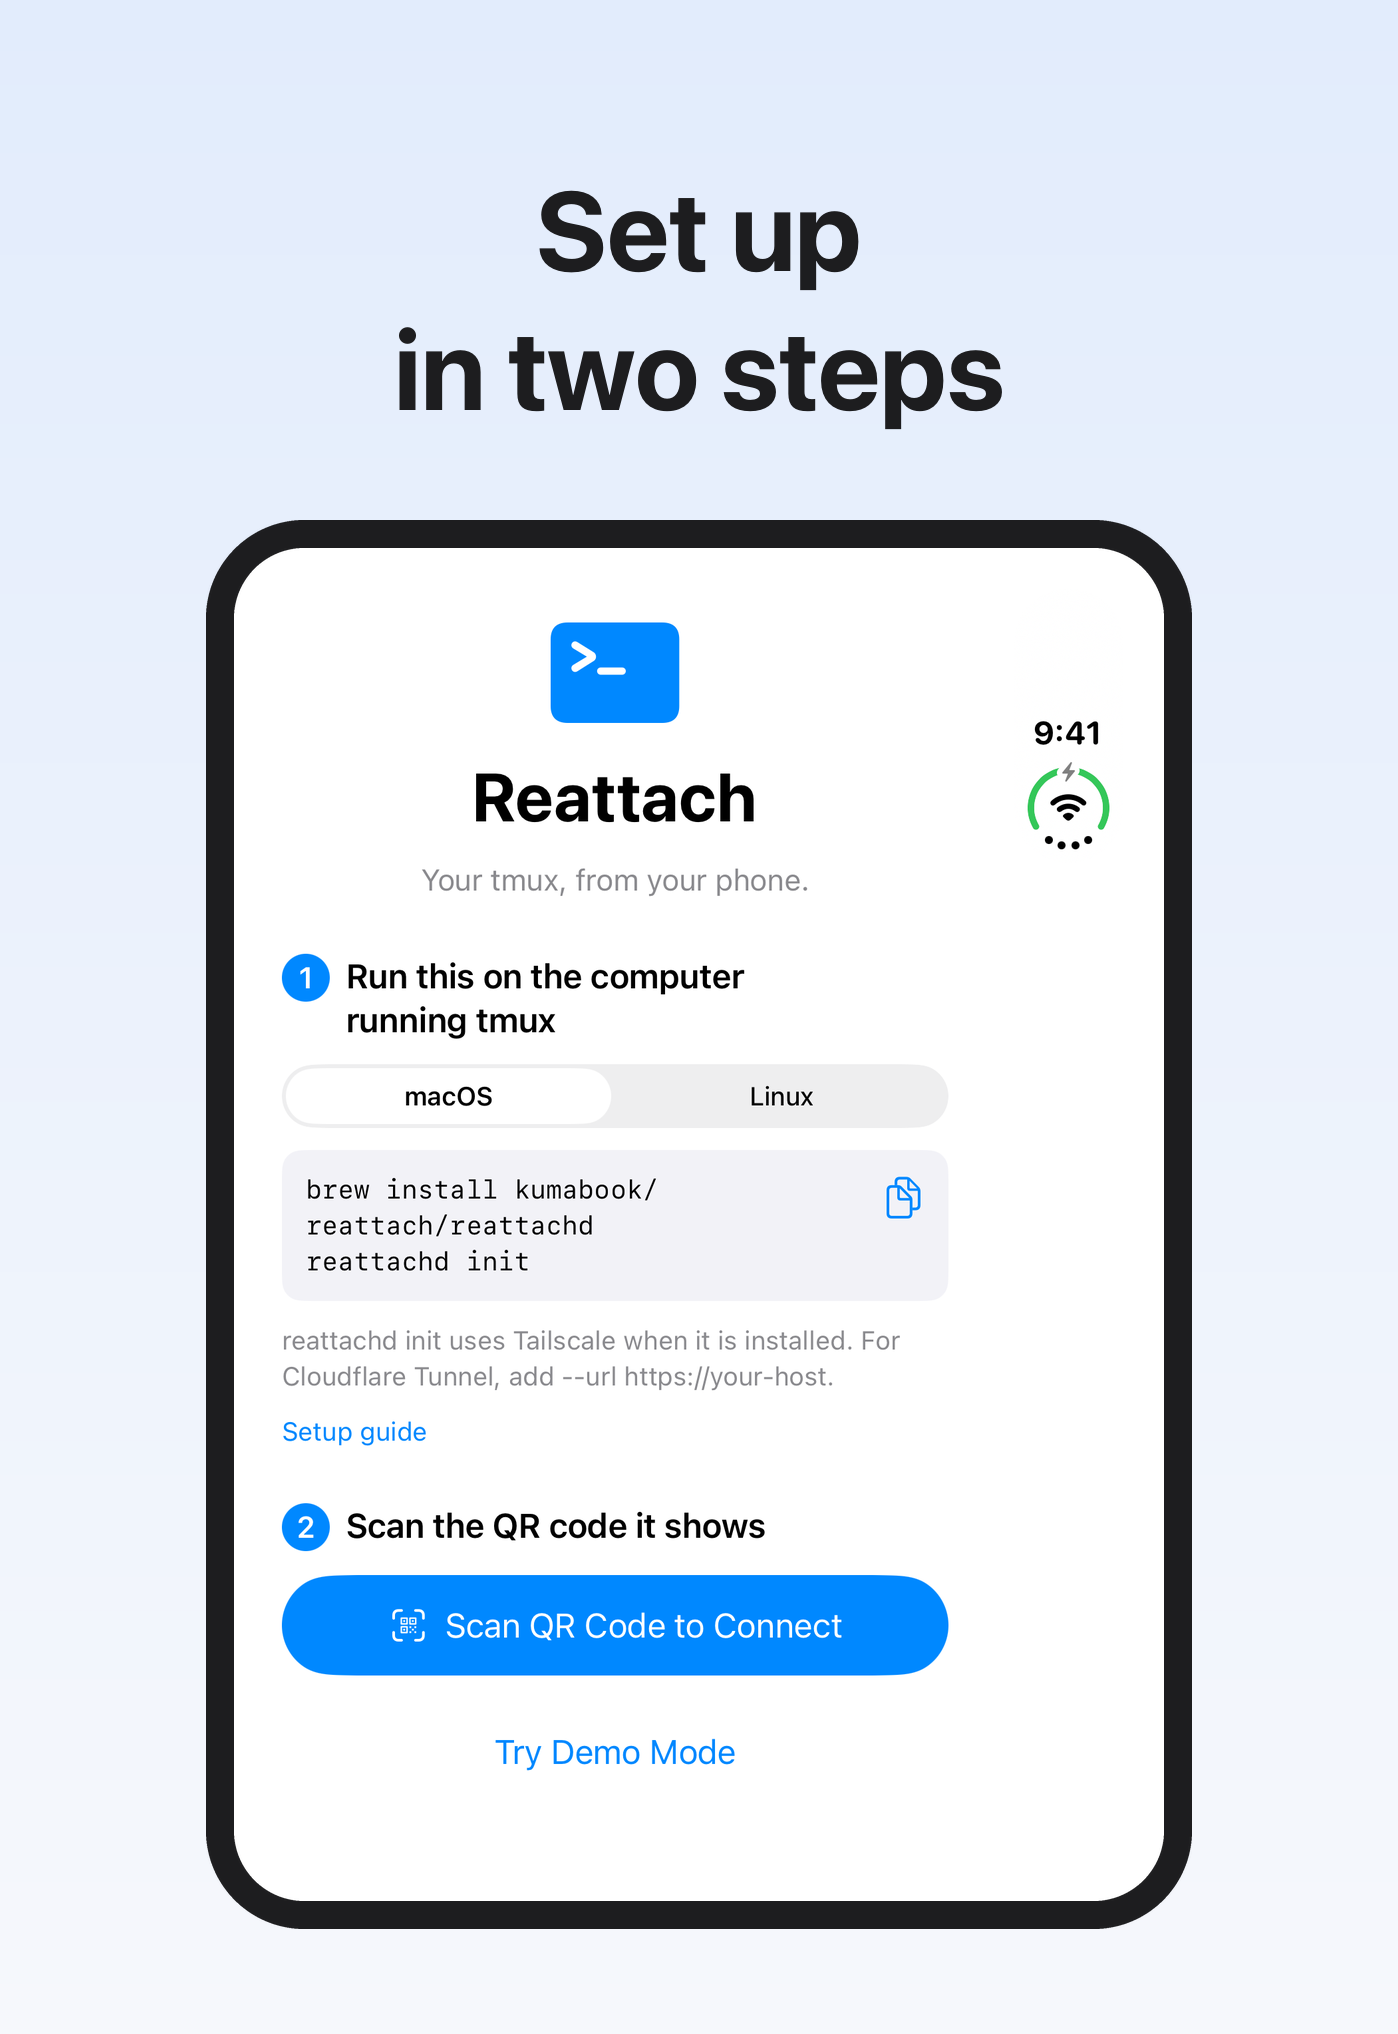 Set up
in two steps
>_
Reattach
9:41
Your tmux, from your phone.
1 Run this on the computer
running tmux
macOS Linux
brew install kumabook/
reattach/reattachd
reattachd init
reattachd init uses Tailscale when it is installed. For
Cloudflare Tunnel, add --url https://your-host.
Setup guide
2 Scan the QR code it shows
Scan QR Code to Connect
Try Demo Mode